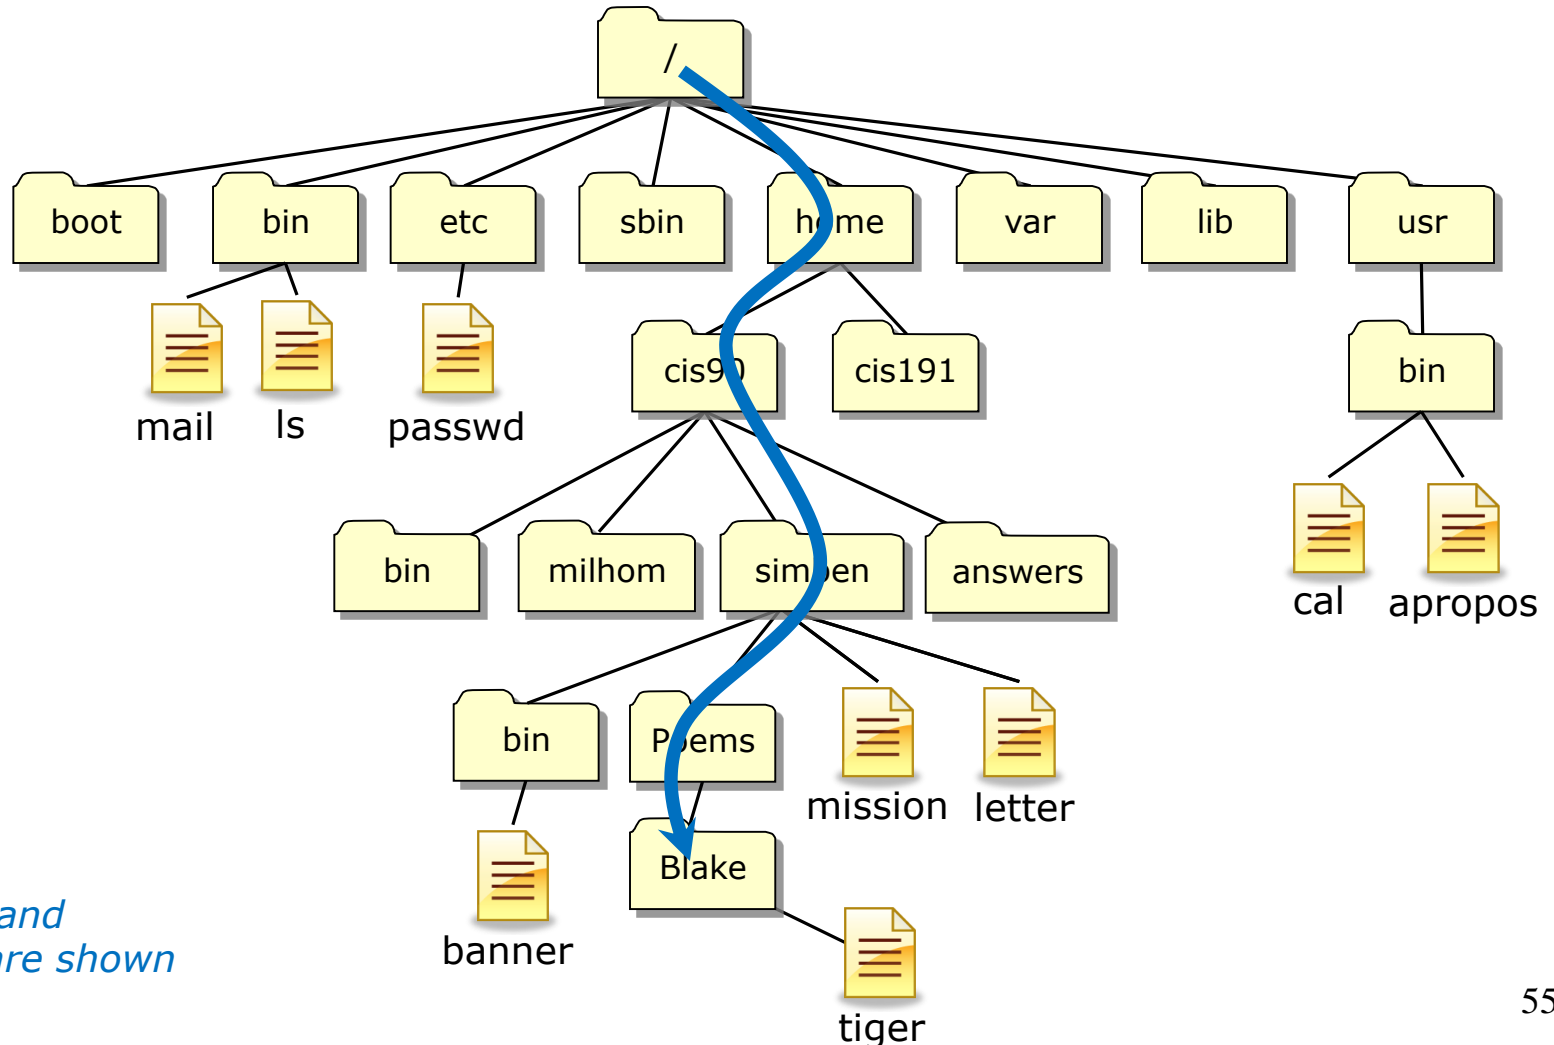 /
boot bin etc sbin home var lib usr
mail ls passwd
cis90 cis191 bin
bin milhom simben answers
cal apropos
bin Poems
mission letter
Blake
banner
tiger
and
are shown
55